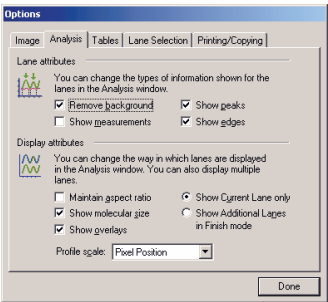 Options
Image Analysis Tables Lane Selection Printing/Copying
Lane attributes
You can change the types of information shown for the
lanes in the Analysis window.
Remove background Show peaks
Show measurements Show edges
Display attributes
You can change the way in which lanes are displayed
in the Analysis window. You can also display multiple
lanes.
Maintain aspect ratio Show Current Lane only
Show molecular size Show Additional Lanes
in Finish mode
Show overlays
Profile scale: Pixel Position
Done